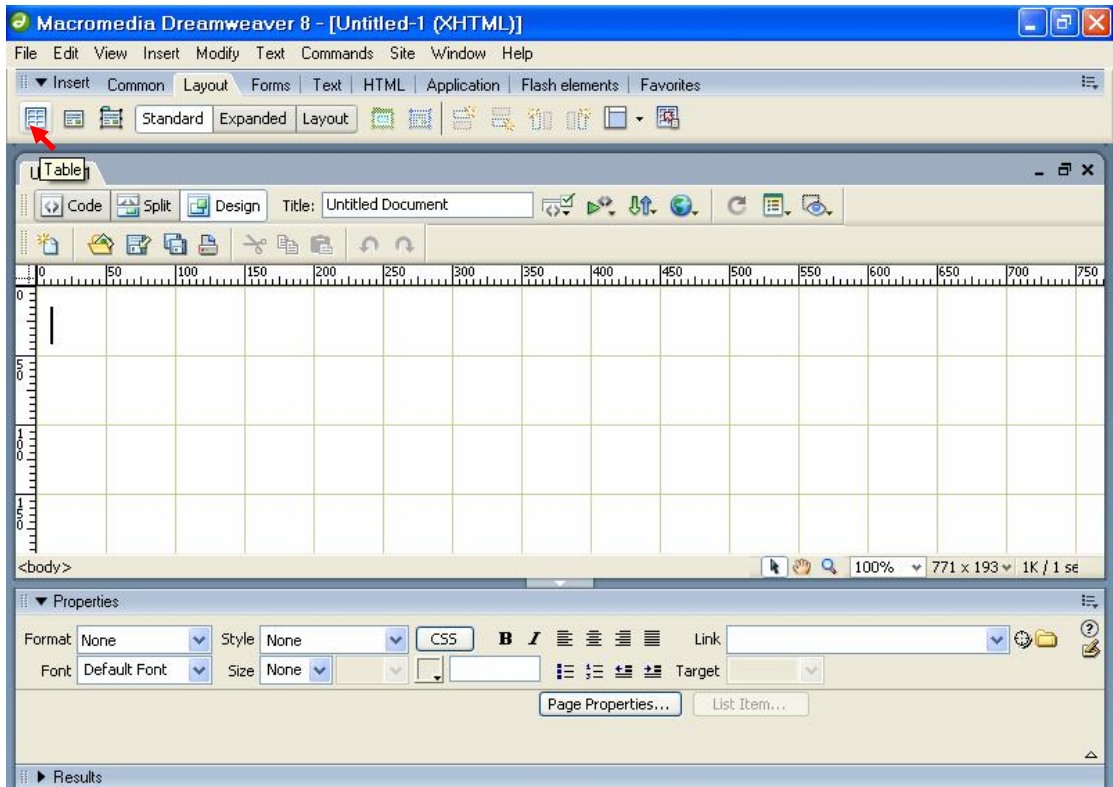 Macromedia Dreamweaver 8 - [Untitled-1 (XHTML)]
File Edit View Insert Modify Text Commands Site Window Help
▼ Insert Common Layout Forms Text HTML Application Flash elements Favorites
Standard Expanded Layout
Table
Code Split Design Title: Untitled Document
0 50 100 150 200 250 300 350 400 450 500 550 600 650 700 750
0
50
100
150
<body> 100% 771 x 193 1K / 1 se
▼ Properties
Format None Style None CSS B I Link
Font Default Font Size None Target
Page Properties... List Item...
▶ Results